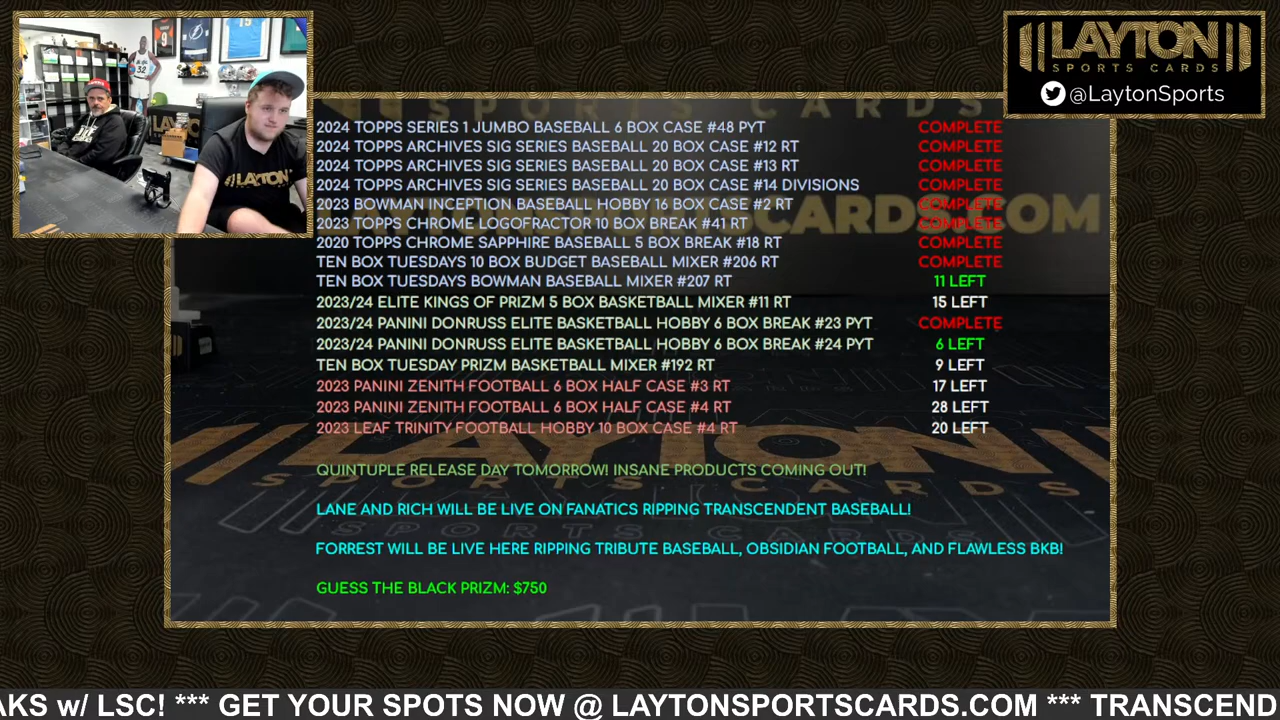 LAYTON
SPORTS CARDS
@LaytonSports
2024 TOPPS SERIES 1 JUMBO BASEBALL 6 BOX CASE #48 PYT COMPLETE
2024 TOPPS ARCHIVES SIG SERIES BASEBALL 20 BOX CASE #12 RT COMPLETE
2024 TOPPS ARCHIVES SIG SERIES BASEBALL 20 BOX CASE #13 RT COMPLETE
2024 TOPPS ARCHIVES SIG SERIES BASEBALL 20 BOX CASE #14 DIVISIONS COMPLETE
2023 BOWMAN INCEPTION BASEBALL HOBBY 16 BOX CASE #2 RT COMPLETE
2023 TOPPS CHROME LOGOFRACTOR 10 BOX BREAK #41 RT COMPLETE
2020 TOPPS CHROME SAPPHIRE BASEBALL 5 BOX BREAK #18 RT COMPLETE
TEN BOX TUESDAYS 10 BOX BUDGET BASEBALL MIXER #206 RT COMPLETE
TEN BOX TUESDAYS BOWMAN BASEBALL MIXER #207 RT 11 LEFT
2023/24 ELITE KINGS OF PRIZM 5 BOX BASKETBALL MIXER #11 RT 15 LEFT
2023/24 PANINI DONRUSS ELITE BASKETBALL HOBBY 6 BOX BREAK #23 PYT COMPLETE
2023/24 PANINI DONRUSS ELITE BASKETBALL HOBBY 6 BOX BREAK #24 PYT 6 LEFT
TEN BOX TUESDAY PRIZM BASKETBALL MIXER #192 RT 9 LEFT
2023 PANINI ZENITH FOOTBALL 6 BOX HALF CASE #3 RT 17 LEFT
2023 PANINI ZENITH FOOTBALL 6 BOX HALF CASE #4 RT 28 LEFT
2023 LEAF TRINITY FOOTBALL HOBBY 10 BOX CASE #4 RT 20 LEFT
QUINTUPLE RELEASE DAY TOMORROW! INSANE PRODUCTS COMING OUT!
LANE AND RICH WILL BE LIVE ON FANATICS RIPPING TRANSCENDENT BASEBALL!
FORREST WILL BE LIVE HERE RIPPING TRIBUTE BASEBALL, OBSIDIAN FOOTBALL, AND FLAWLESS BKB!
GUESS THE BLACK PRIZM: $750
AKS w/ LSC! *** GET YOUR SPOTS NOW @ LAYTONSPORTSCARDS.COM *** TRANSCEND